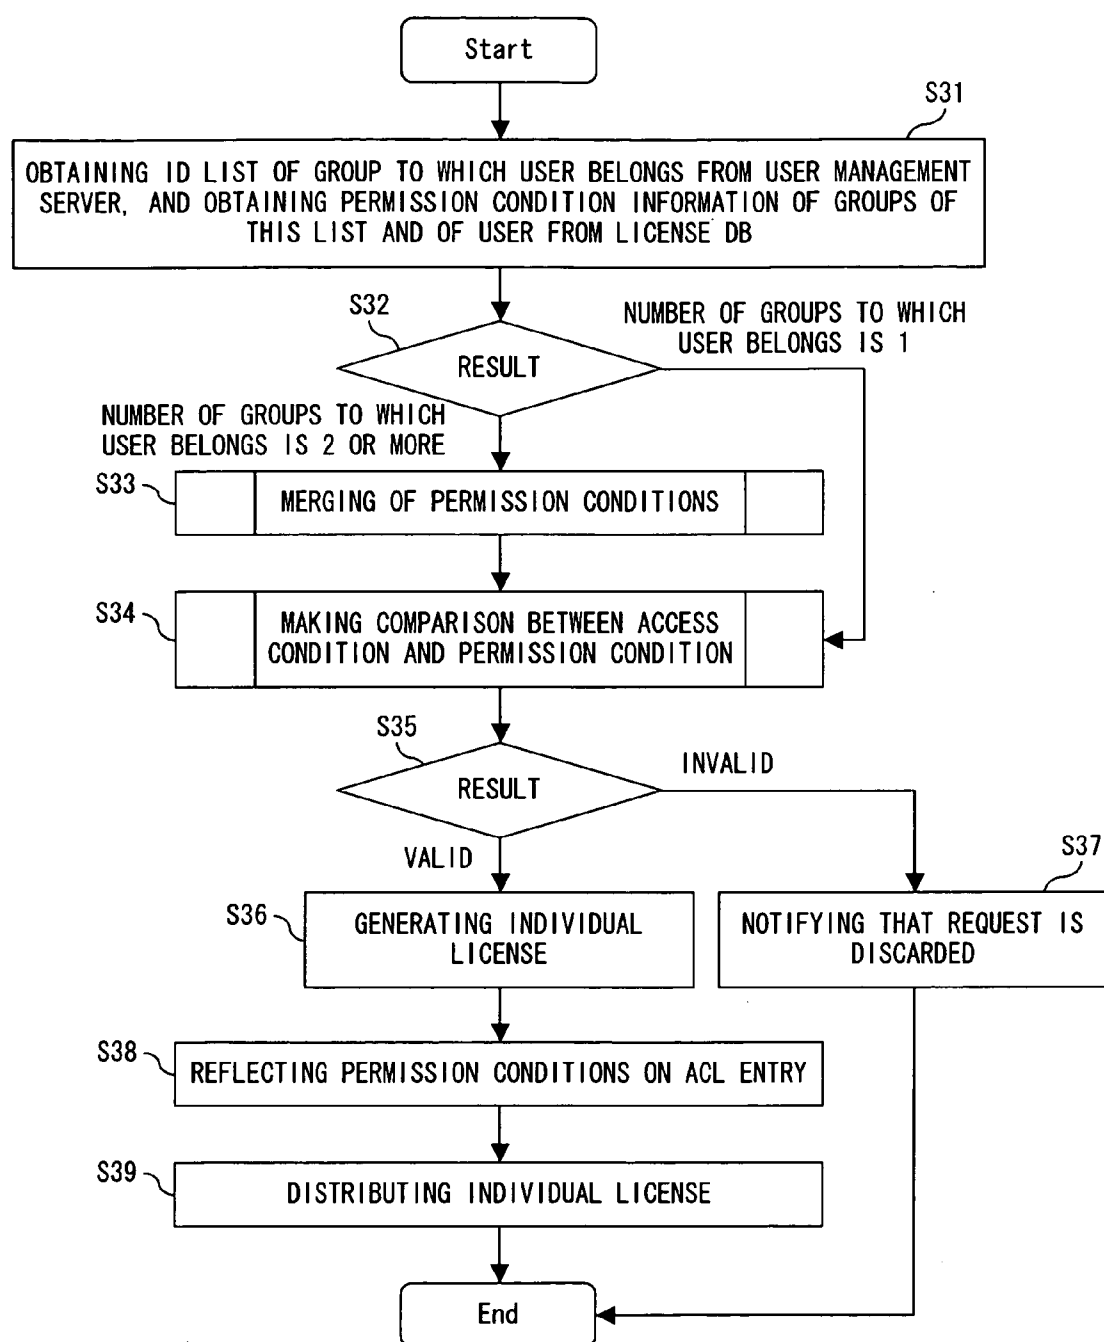 Start
S31
OBTAINING ID LIST OF GROUP TO WHICH USER BELONGS FROM USER MANAGEMENT
SERVER, AND OBTAINING PERMISSION CONDITION INFORMATION OF GROUPS OF
THIS LIST AND OF USER FROM LICENSE DB
S32
RESULT
NUMBER OF GROUPS TO WHICH
USER BELONGS IS 1
NUMBER OF GROUPS TO WHICH
USER BELONGS IS 2 OR MORE
S33
MERGING OF PERMISSION CONDITIONS
S34
MAKING COMPARISON BETWEEN ACCESS
CONDITION AND PERMISSION CONDITION
S35
RESULT
INVALID
VALID
S36
GENERATING INDIVIDUAL
LICENSE
S37
NOTIFYING THAT REQUEST IS
DISCARDED
S38
REFLECTING PERMISSION CONDITIONS ON ACL ENTRY
S39
DISTRIBUTING INDIVIDUAL LICENSE
End